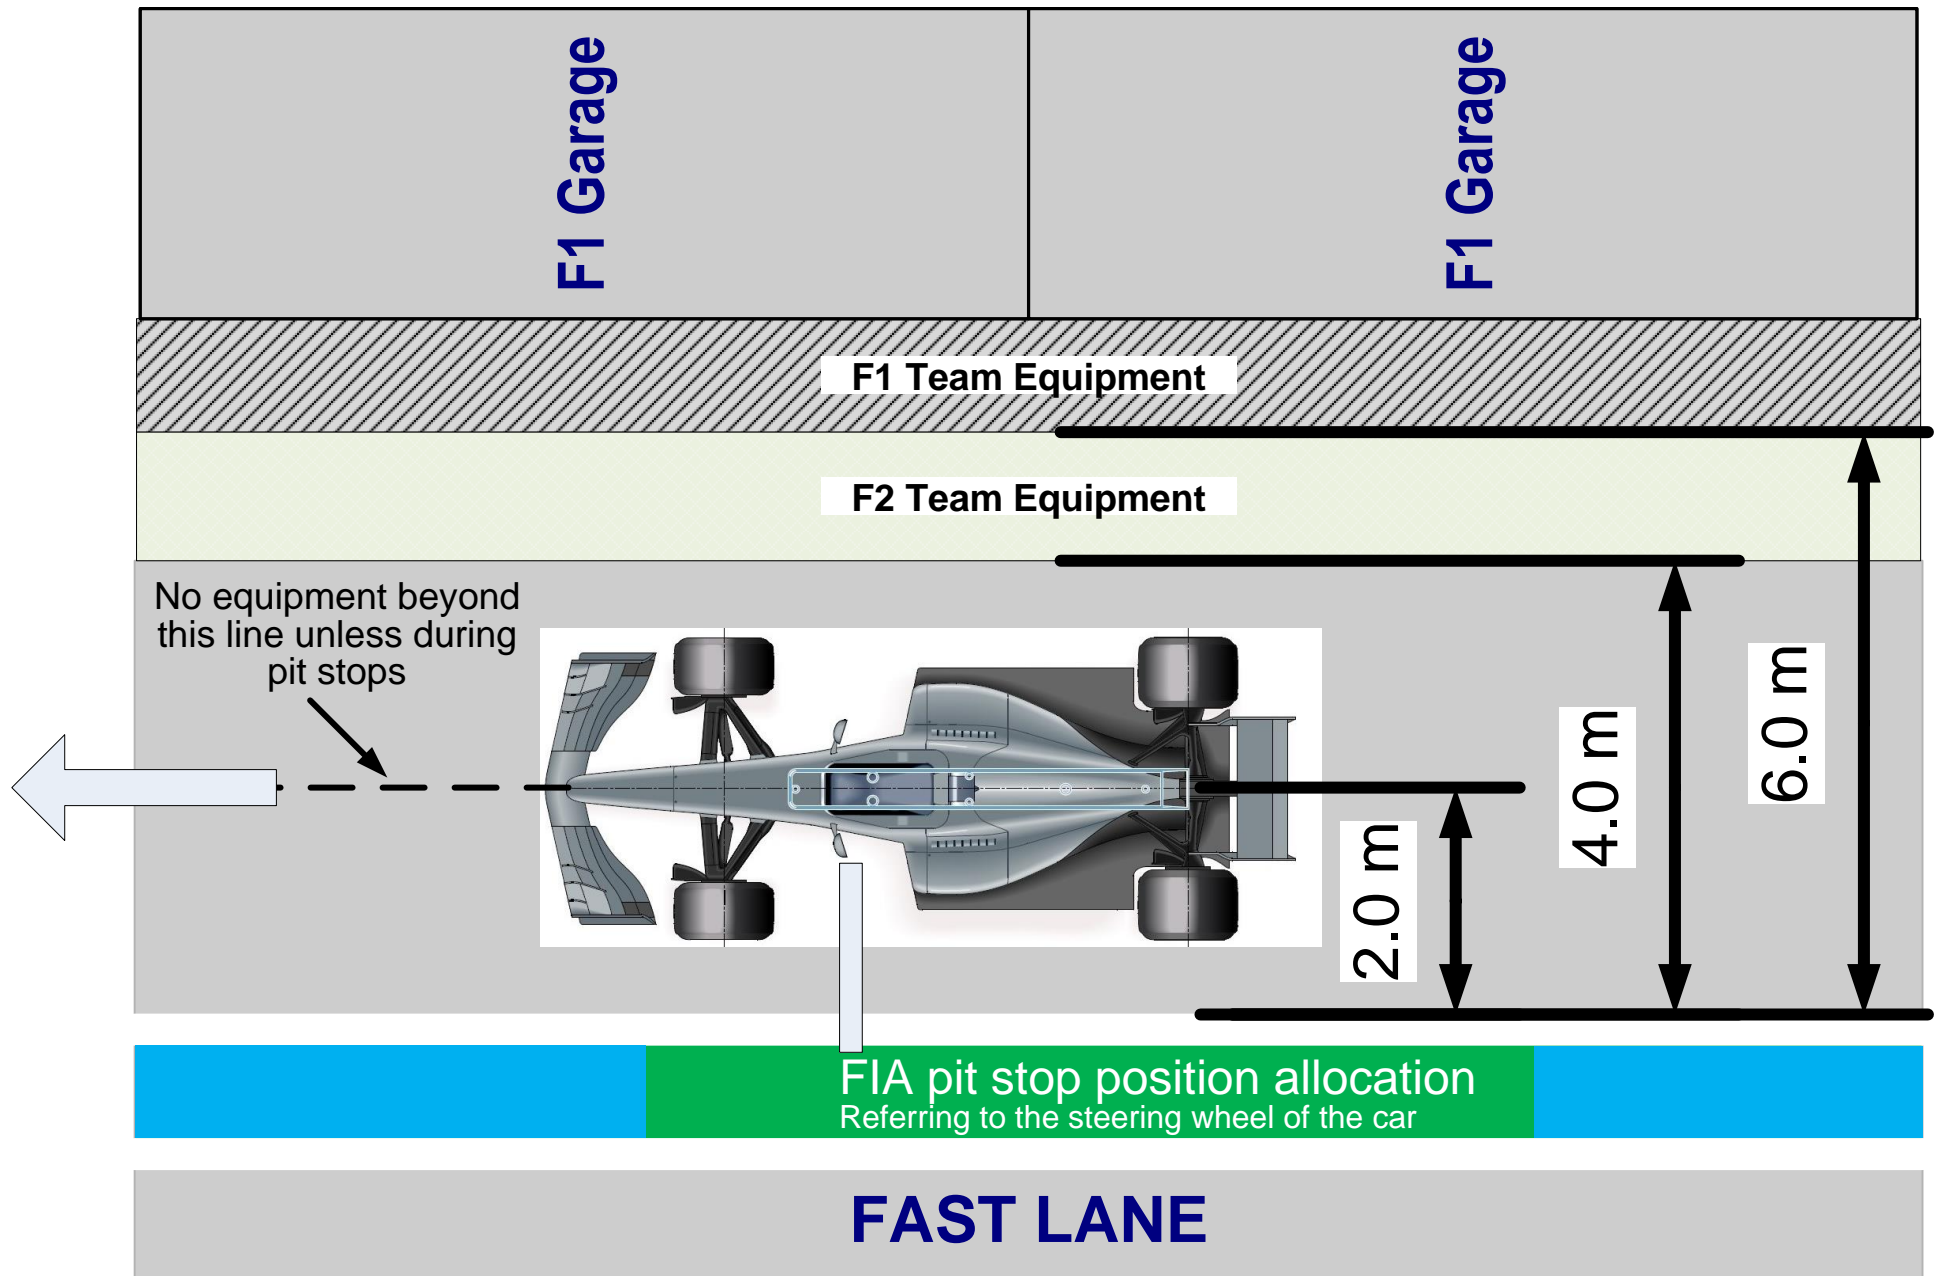 F1 Garage
F1 Garage
F1 Team Equipment
F2 Team Equipment
No equipment beyond
this line unless during
pit stops
2.0 m
4.0 m
6.0 m
FIA pit stop position allocation
Referring to the steering wheel of the car
FAST LANE